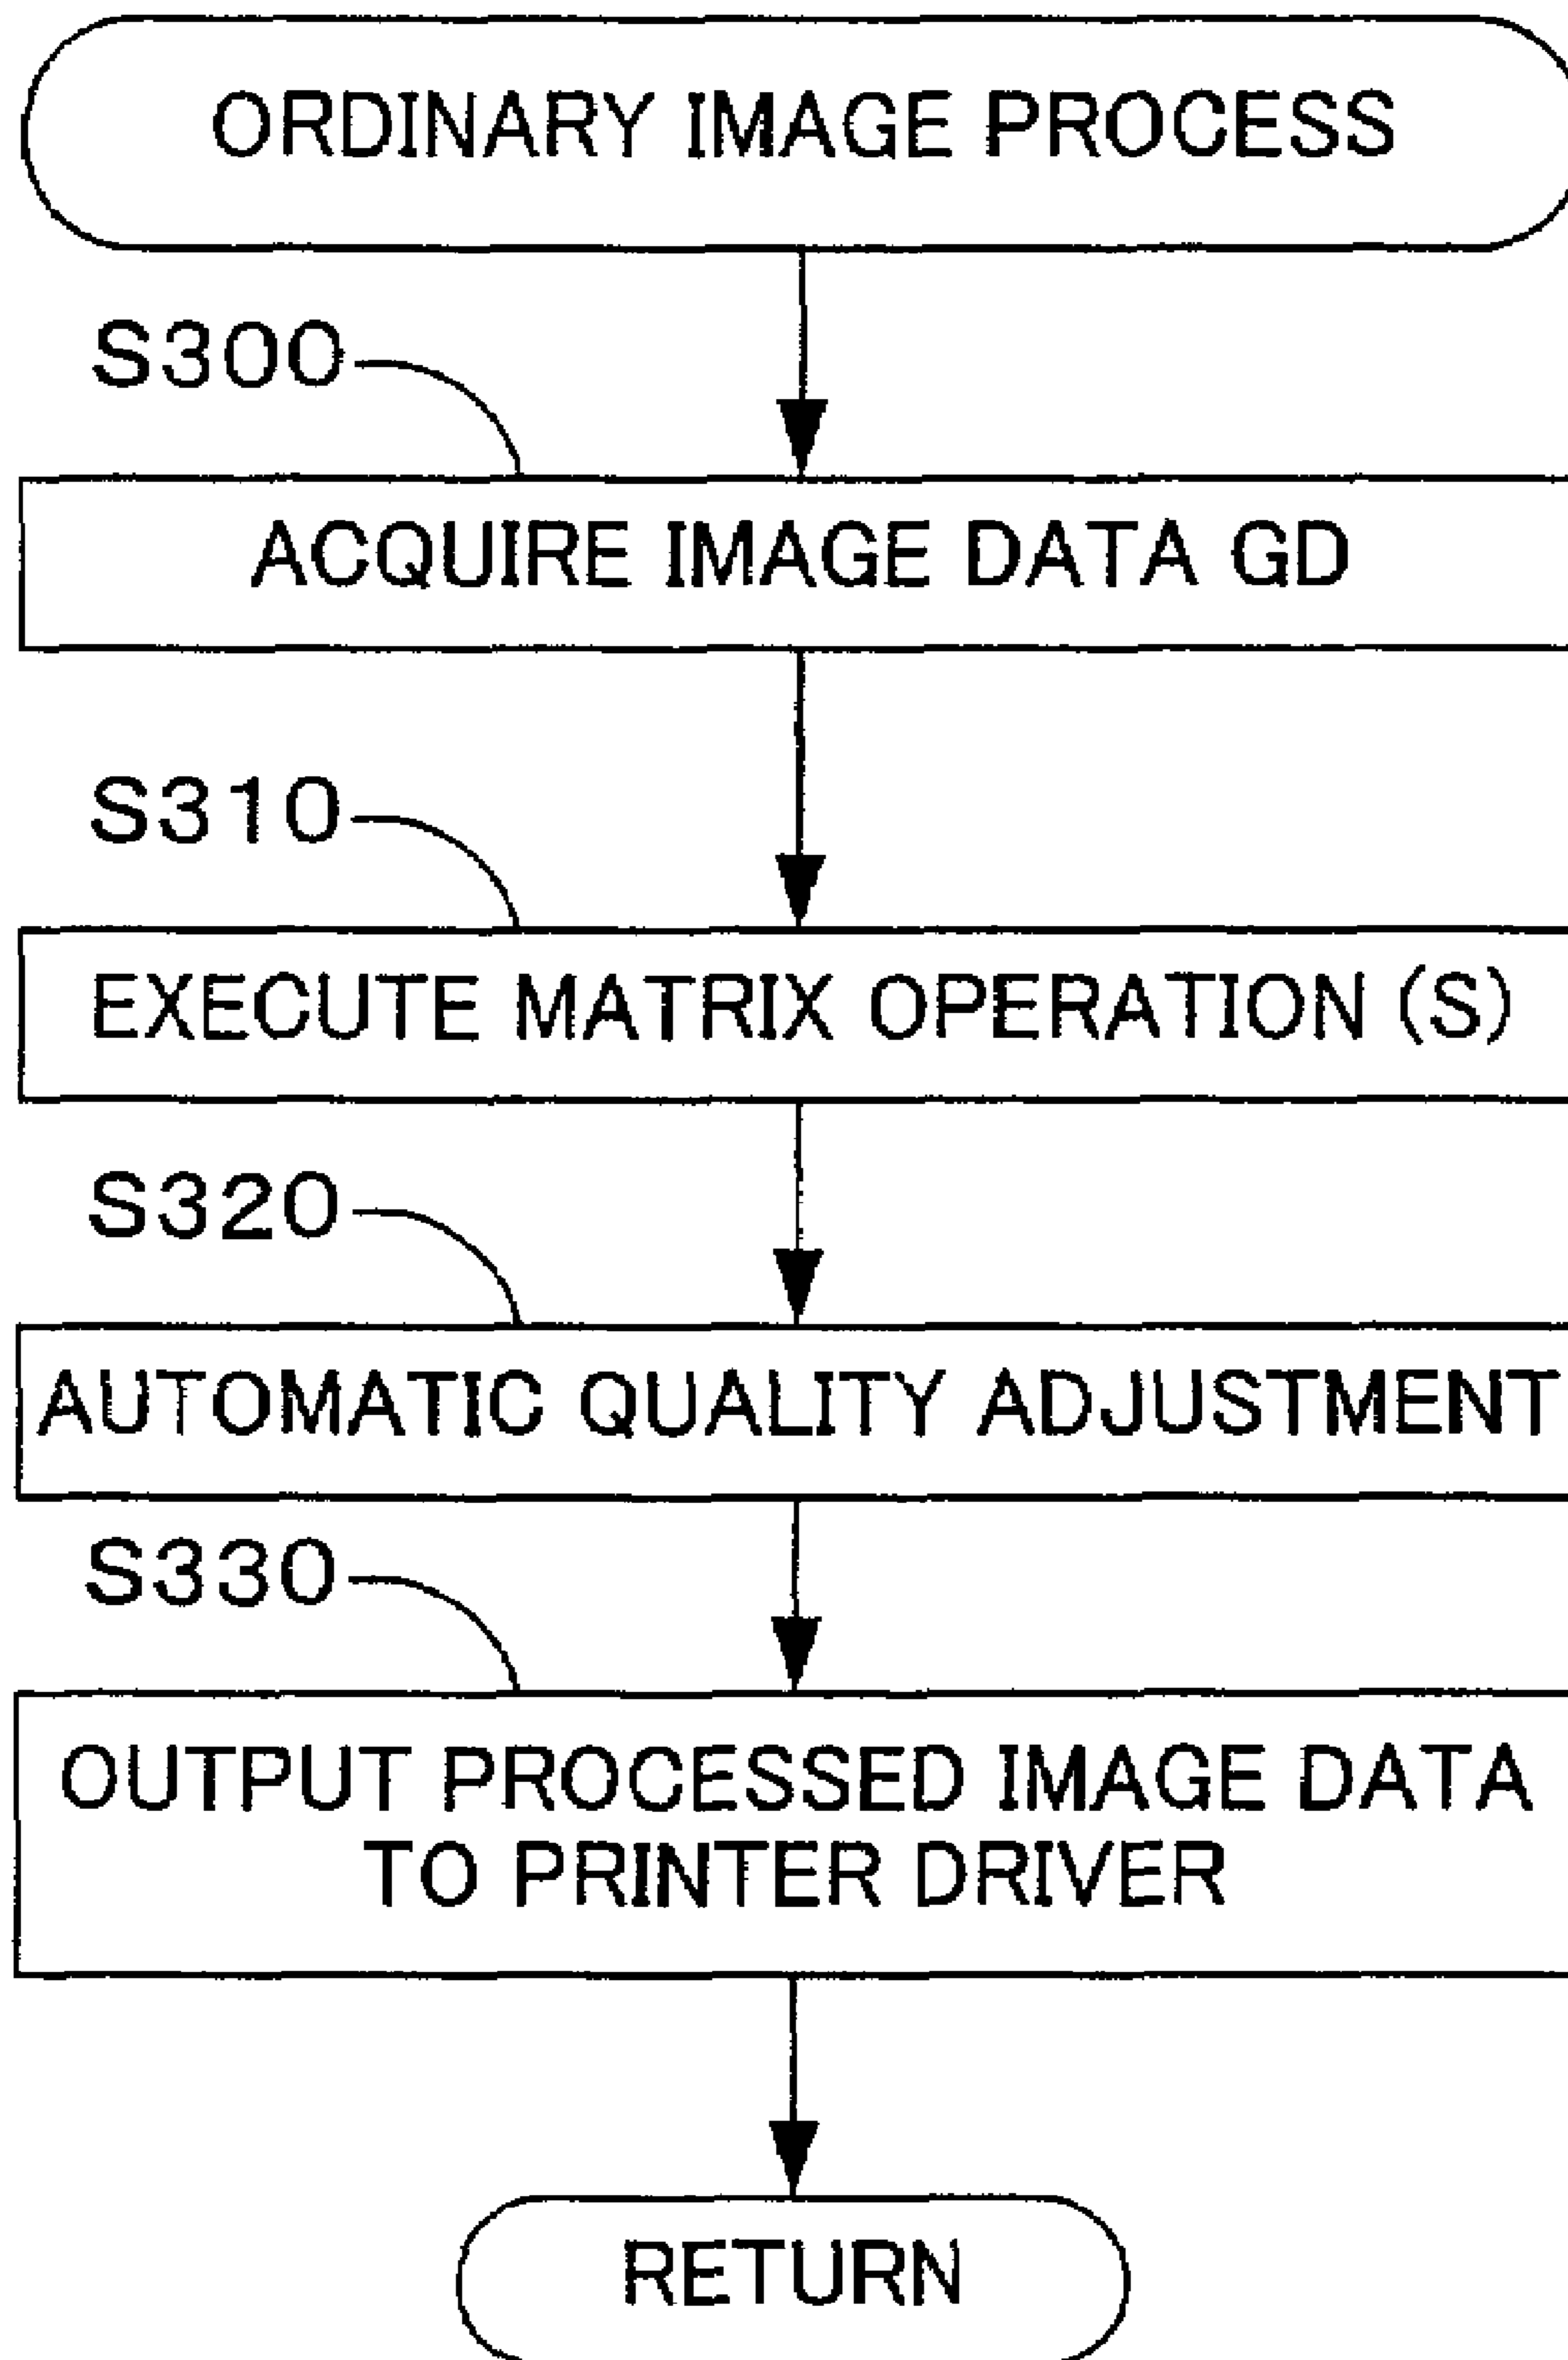 ORDINARY IMAGE PROCESS
S300
ACQUIRE IMAGE DATA GD
S310
EXECUTE MATRIX OPERATION (S)
S320
AUTOMATIC QUALITY ADJUSTMENT
S330
OUTPUT PROCESSED IMAGE DATA
TO PRINTER DRIVER
RETURN